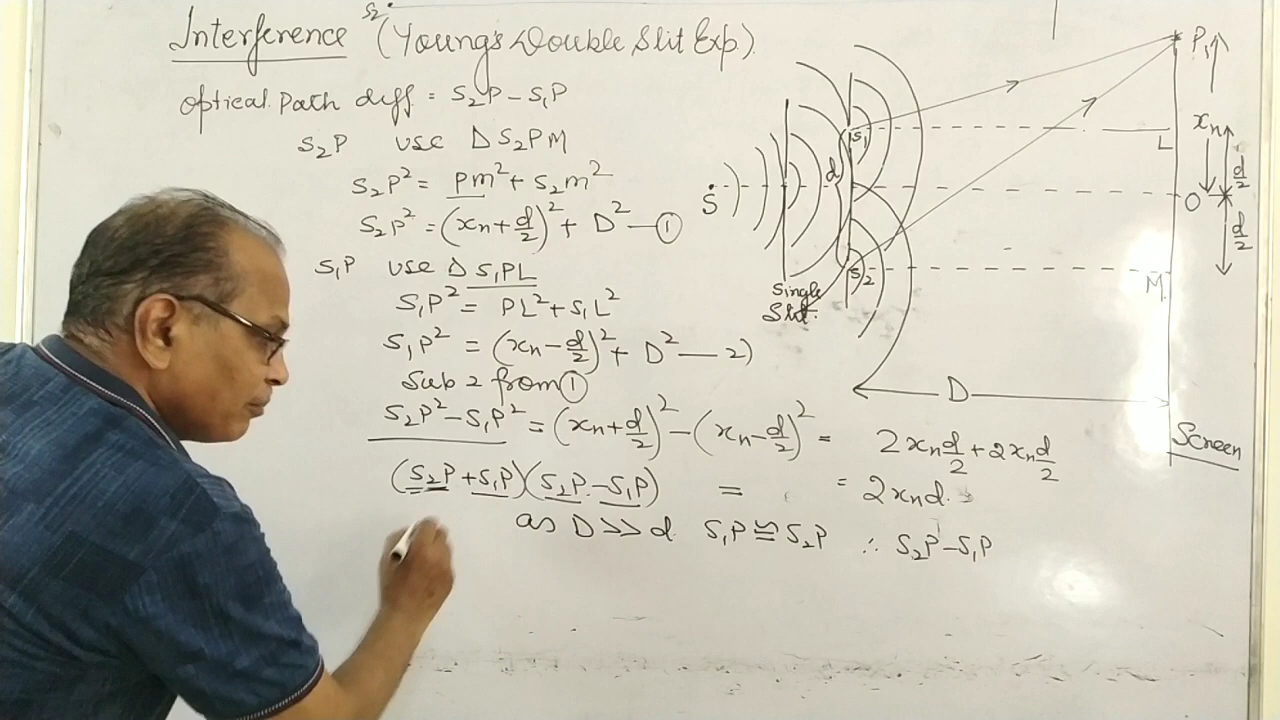 S₂
Interference (Young's Double Slit Exp.)
Optical Path diff = S₂P – S₁P
S₂P use Δ S₂PM
S₂P² = Pm² + S₂m²
S₂P² = (xn + d/2)² + D² — ①
S₁P use Δ S₁PL
S₁P² = PL² + S₁L²
S₁P² = (xn – d/2)² + D² — 2)
Sub 2 from ①
S₂P² – S₁P² = (xn + d/2)² – (xn – d/2)² = 2xn d/2 + 2xn d/2
(S₂P + S₁P)(S₂P – S₁P) = = 2xnd.
as D >> d. S₁P ≅ S₂P ∴ S₂P – S₁P
P₁
xn
S₁
L
d
d/2
S
O
d/2
S₂
M
Single
Slit.
D
Screen